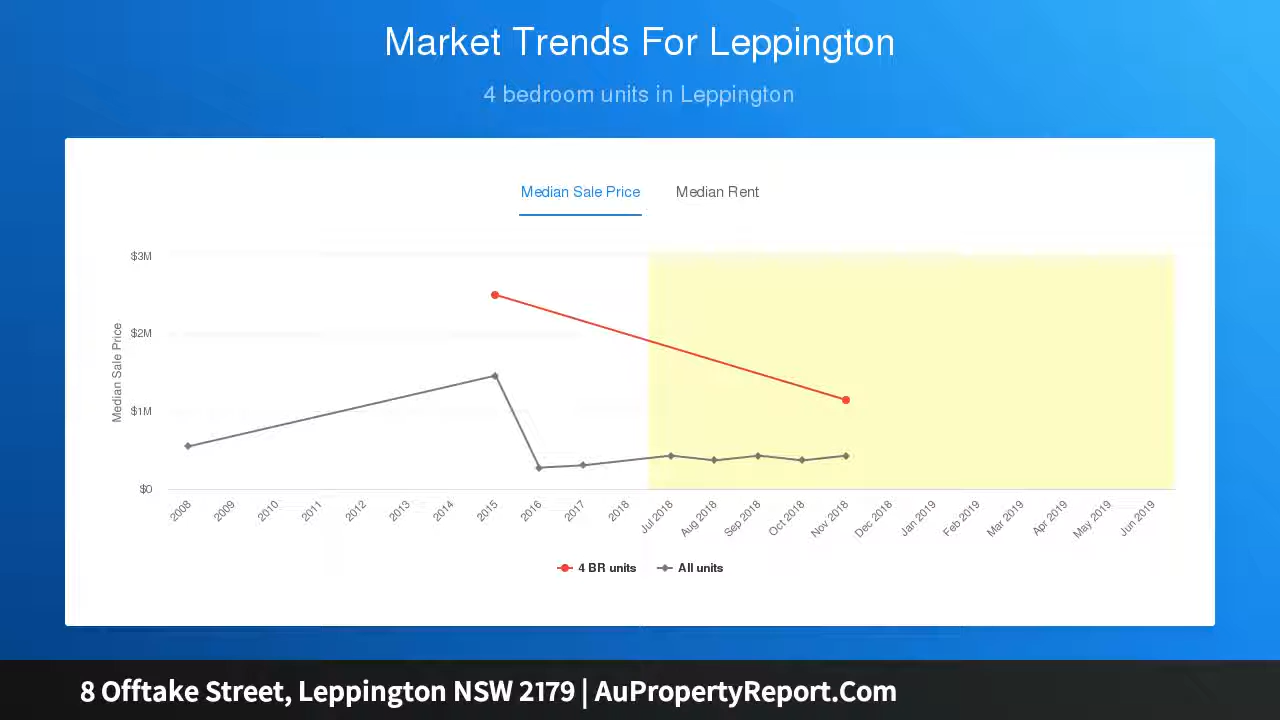 Market Trends For Leppington
4 bedroom units in Leppington
Median Sale Price
Median Rent
$3M
$2M
$1M
$0
Median Sale Price
2008
2009
2010
2011
2012
2013
2014
2015
2016
2017
2018
Jul 2018
Aug 2018
Sep 2018
Oct 2018
Nov 2018
Dec 2018
Jan 2019
Feb 2019
Mar 2019
Apr 2019
May 2019
Jun 2019
4 BR units
All units
8 Offtake Street, Leppington NSW 2179 | AuPropertyReport.Com